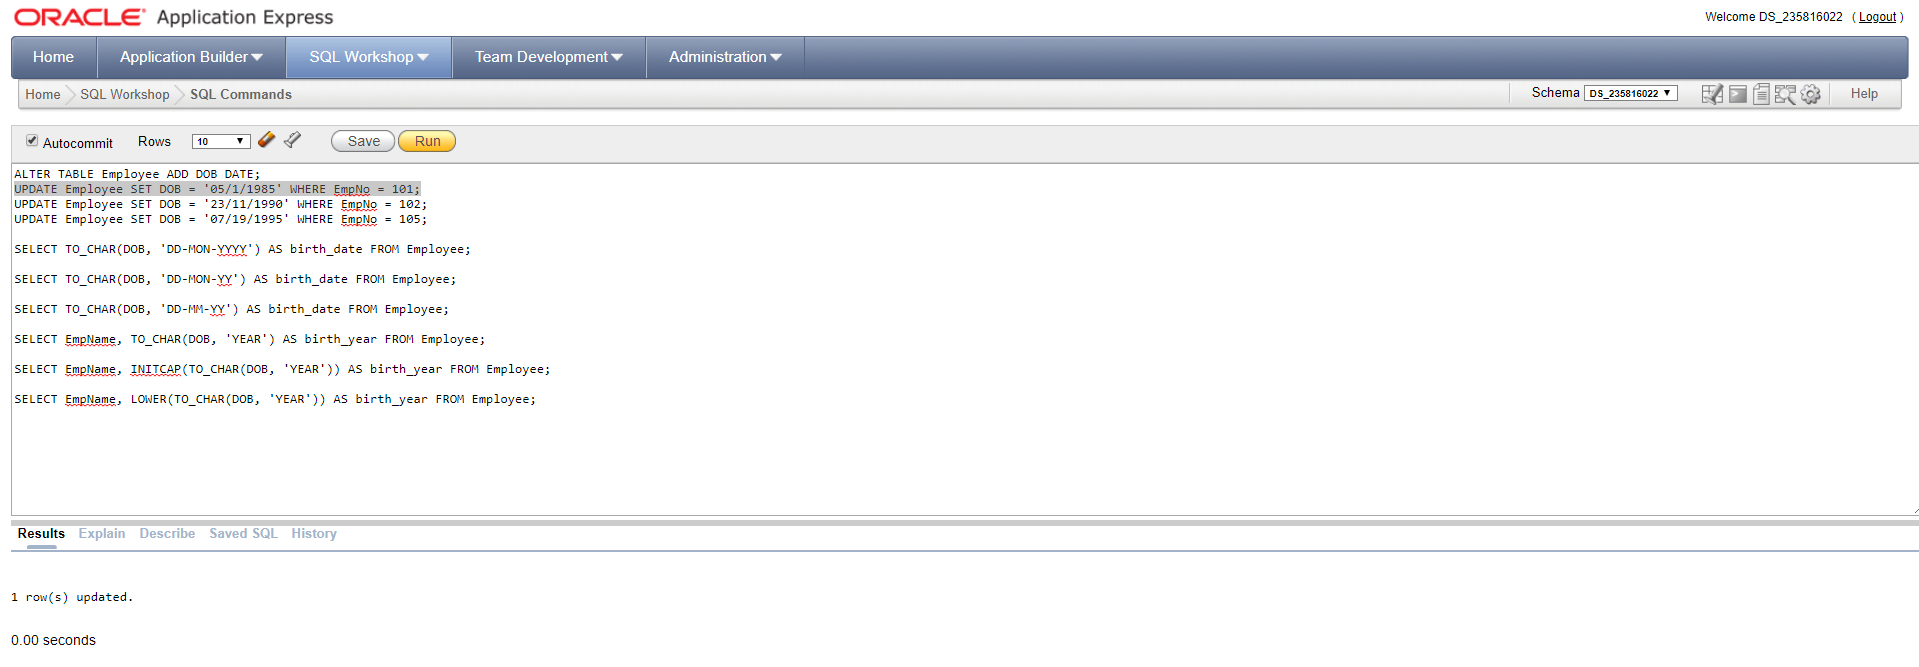 ORACLE Application Express
Welcome DS_235816022 ( Logout )
Home Application Builder SQL Workshop Team Development Administration
Home SQL Workshop SQL Commands Schema DS_235816022 Help
Autocommit Rows 10 Save Run
ALTER TABLE Employee ADD DOB DATE;
UPDATE Employee SET DOB = '05/1/1985' WHERE EmpNo = 101;
UPDATE Employee SET DOB = '23/11/1990' WHERE EmpNo = 102;
UPDATE Employee SET DOB = '07/19/1995' WHERE EmpNo = 105;
SELECT TO_CHAR(DOB, 'DD-MON-YYYY') AS birth_date FROM Employee;
SELECT TO_CHAR(DOB, 'DD-MON-YY') AS birth_date FROM Employee;
SELECT TO_CHAR(DOB, 'DD-MM-YY') AS birth_date FROM Employee;
SELECT EmpName, TO_CHAR(DOB, 'YEAR') AS birth_year FROM Employee;
SELECT EmpName, INITCAP(TO_CHAR(DOB, 'YEAR')) AS birth_year FROM Employee;
SELECT EmpName, LOWER(TO_CHAR(DOB, 'YEAR')) AS birth_year FROM Employee;
Results Explain Describe Saved SQL History
1 row(s) updated.
0.00 seconds